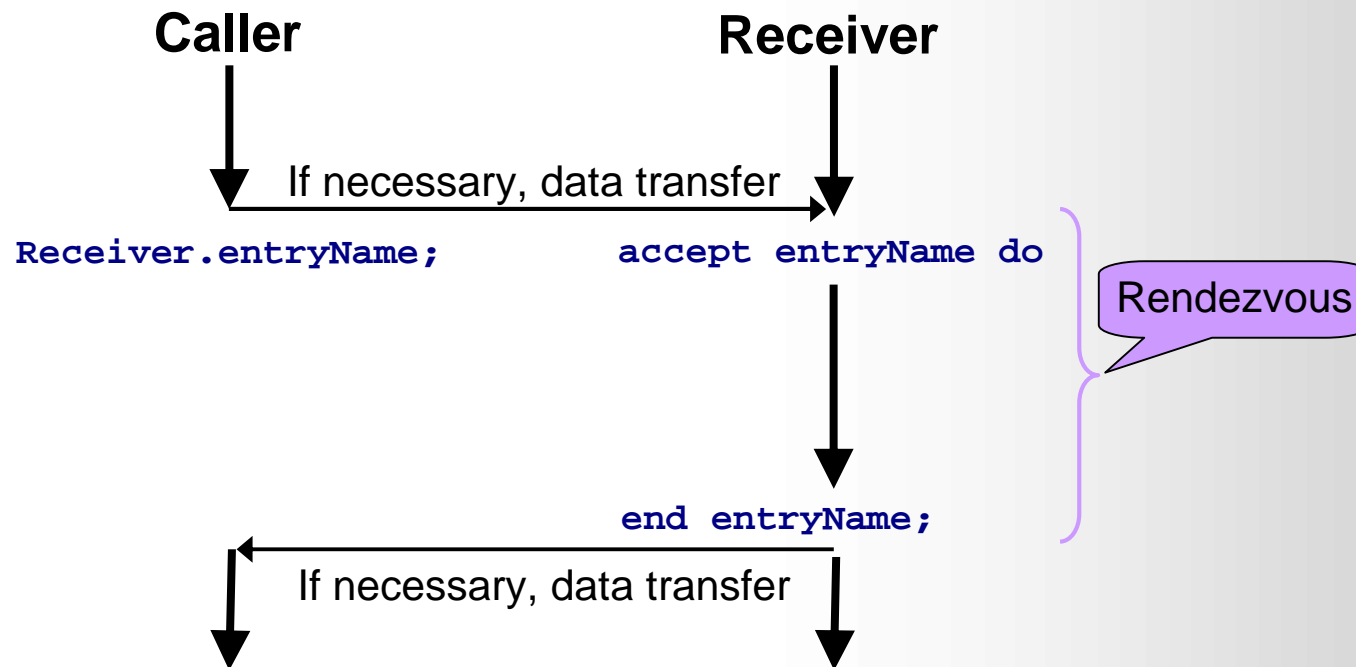 Caller
Receiver
If necessary, data transfer
Receiver.entryName;
accept entryName do
Rendezvous
end entryName;
If necessary, data transfer